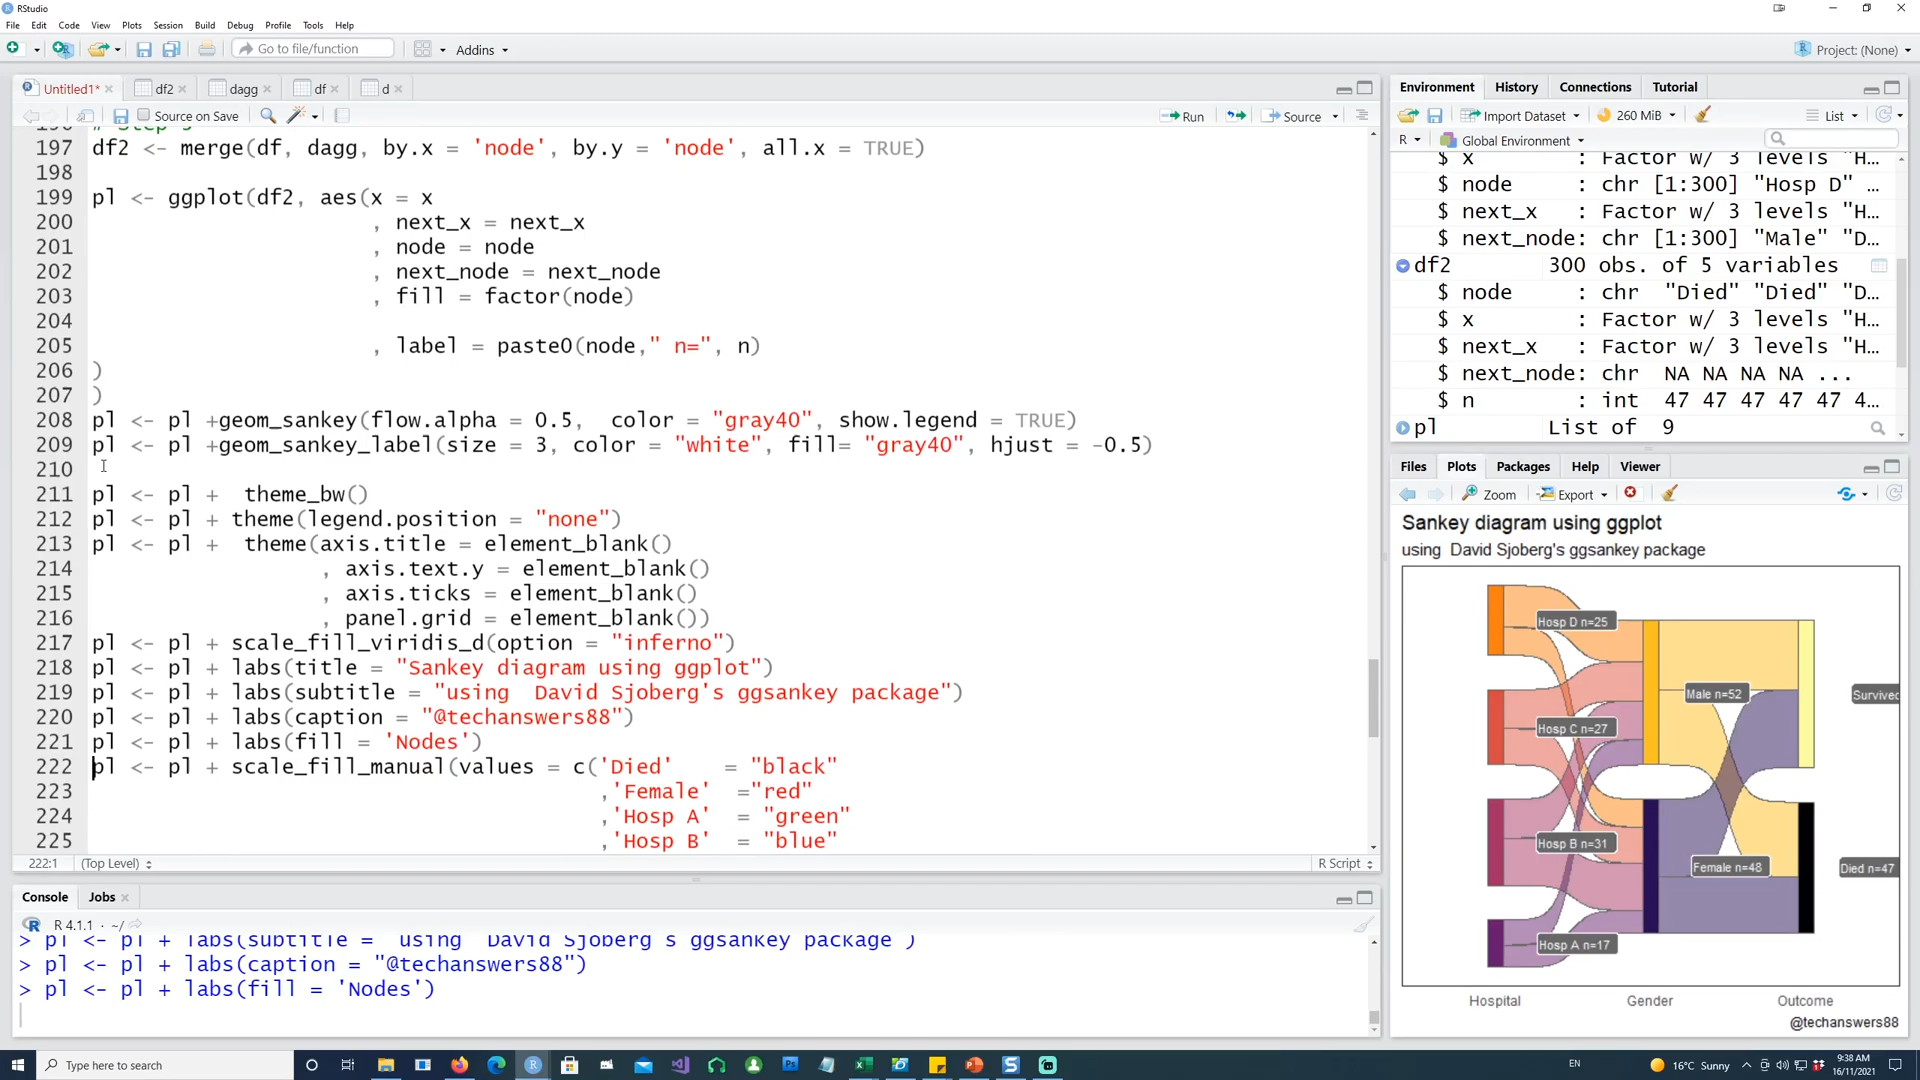 RStudio
File Edit Code View Plots Session Build Debug Profile Tools Help
Go to file/function Addins Project: (None)
Untitled1* df2 dagg df d
Source on Save Run Source
197 df2 <- merge(df, dagg, by.x = 'node', by.y = 'node', all.x = TRUE)
198
199 pl <- ggplot(df2, aes(x = x
200 , next_x = next_x
201 , node = node
202 , next_node = next_node
203 , fill = factor(node)
204
205 , label = paste0(node," n=", n)
206 )
207 )
208 pl <- pl +geom_sankey(flow.alpha = 0.5,  color = "gray40", show.legend = TRUE)
209 pl <- pl +geom_sankey_label(size = 3, color = "white", fill= "gray40", hjust = -0.5)
210
211 pl <- pl +  theme_bw()
212 pl <- pl + theme(legend.position = "none")
213 pl <- pl +  theme(axis.title = element_blank()
214 , axis.text.y = element_blank()
215 , axis.ticks = element_blank()
216 , panel.grid = element_blank())
217 pl <- pl + scale_fill_viridis_d(option = "inferno")
218 pl <- pl + labs(title = "Sankey diagram using ggplot")
219 pl <- pl + labs(subtitle = "using  David Sjoberg's ggsankey package")
220 pl <- pl + labs(caption = "@techanswers88")
221 pl <- pl + labs(fill = 'Nodes')
222 pl <- pl + scale_fill_manual(values = c('Died'    = "black"
223 ,'Female'  ="red"
224 ,'Hosp A'  = "green"
225 ,'Hosp B'  = "blue"
222:1 (Top Level) R Script
Console Jobs
R 4.1.1 · ~/
> pl <- pl + labs(subtitle = "using  David Sjoberg's ggsankey package")
> pl <- pl + labs(caption = "@techanswers88")
> pl <- pl + labs(fill = 'Nodes')
Environment History Connections Tutorial
Import Dataset 260 MiB List
R Global Environment
$ x : Factor w/ 3 levels "H…
$ node : chr [1:300] "Hosp D" …
$ next_x : Factor w/ 3 levels "H…
$ next_node: chr [1:300] "Male" "D…
df2 300 obs. of 5 variables
$ node : chr "Died" "Died" "D…
$ x : Factor w/ 3 levels "H…
$ next_x : Factor w/ 3 levels "H…
$ next_node: chr NA NA NA NA ...
$ n : int 47 47 47 47 47 4…
pl List of 9
Files Plots Packages Help Viewer
Zoom Export
Sankey diagram using ggplot
using  David Sjoberg's ggsankey package
Hosp D n=25
Male n=52
Survived
Hosp C n=27
Hosp B n=31
Female n=48
Died n=47
Hosp A n=17
Hospital Gender Outcome
@techanswers88
Type here to search
EN
16°C Sunny
9:38 AM
16/11/2021